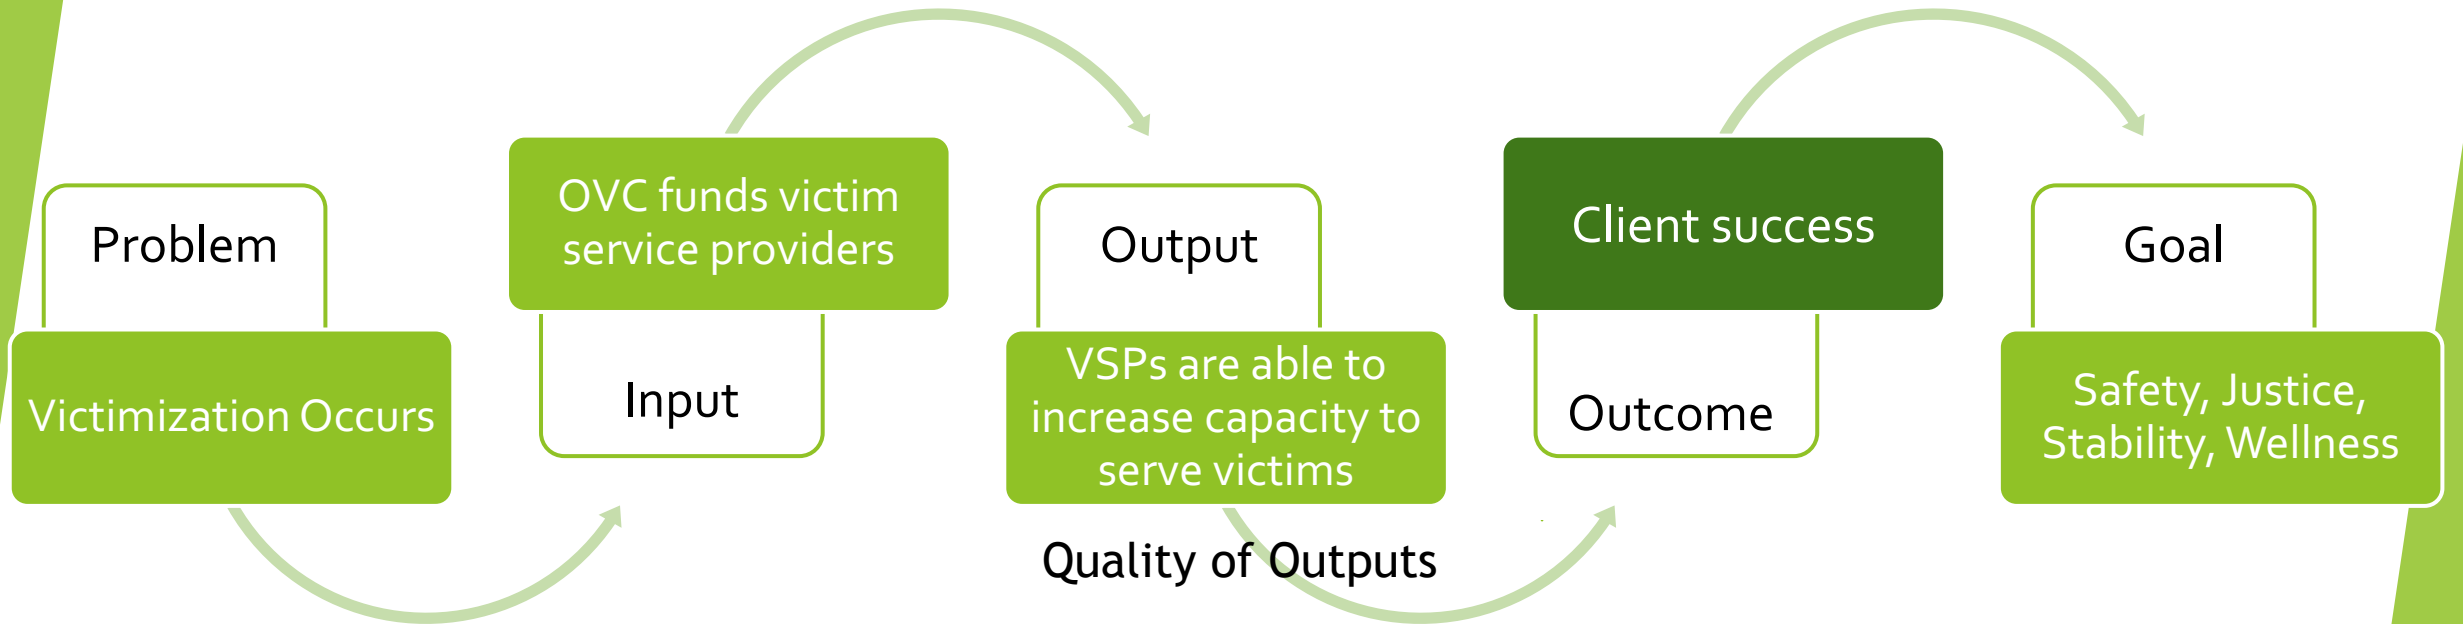 Problem
Victimization Occurs
OVC funds victim
service providers
Input
Output
VSPs are able to
increase capacity to
serve victims
Quality of Outputs
Client success
Outcome
Goal
Safety, Justice,
Stability, Wellness